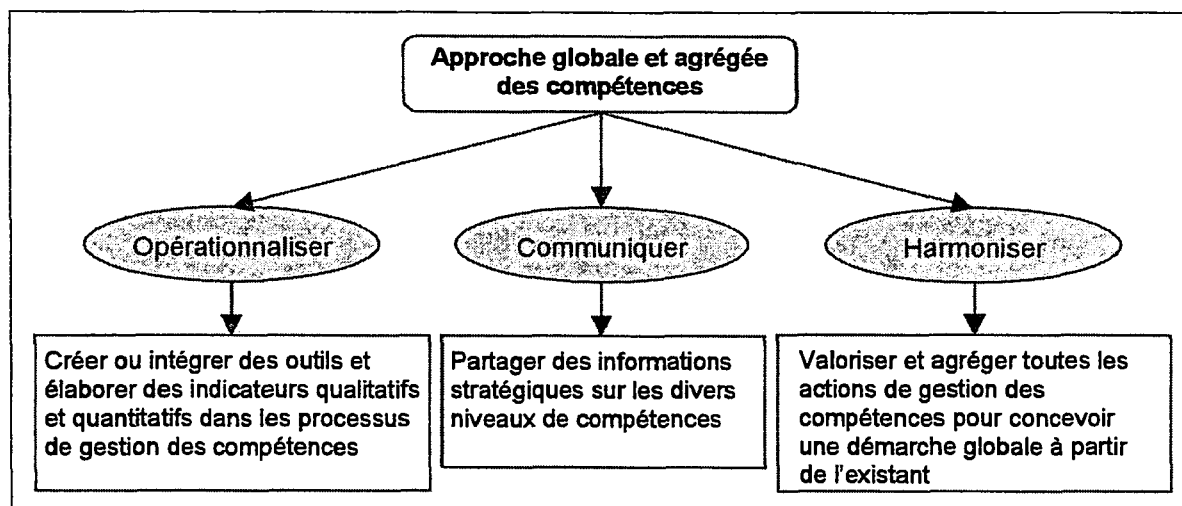 Approche globale et agrégée
des compétences
Opérationnaliser
Communiquer
Harmoniser
Créer ou intégrer des outils et
élaborer des indicateurs qualitatifs
et quantitatifs dans les processus
de gestion des compétences
Partager des informations
stratégiques sur les divers
niveaux de compétences
Valoriser et agréger toutes les
actions de gestion des
compétences pour concevoir
une démarche globale à partir
de l'existant